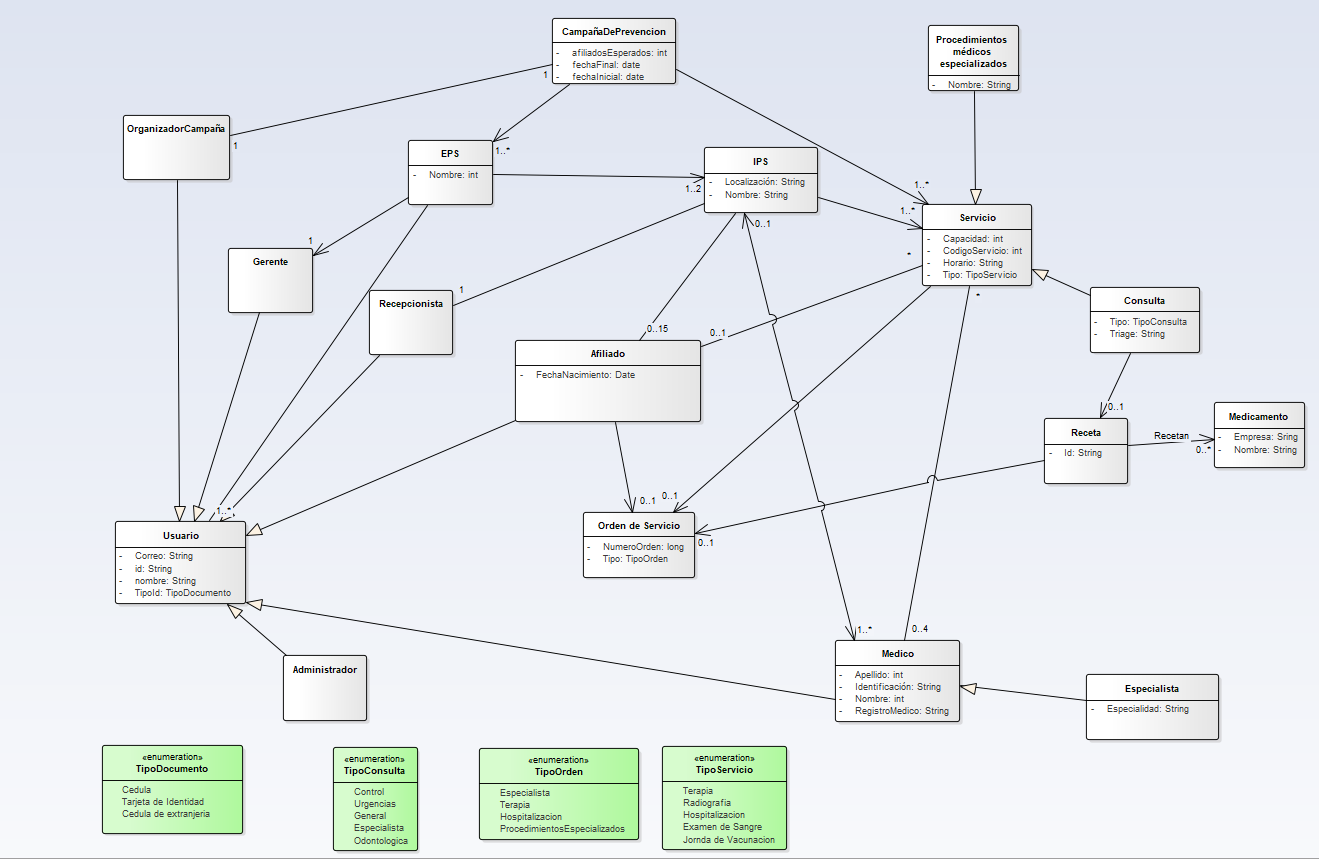 CampañaDePrevencion
- afiliadosEsperados: int
- fechaFinal: date
- fechaInicial: date
1
1..*
1..*
Procedimientos
médicos
especializados
- Nombre: String
OrganizadorCampaña
1
EPS
- Nombre: int
1..2
IPS
- Localización: String
- Nombre: String
1..*
0..1
Servicio
- Capacidad: int
- CodigoServicio: int
- Horario: String
- Tipo: TipoServicio
*
*
1
Gerente
Recepcionista
1
Consulta
- Tipo: TipoConsulta
- Triage: String
0..15
0..1
Afiliado
- FechaNacimiento: Date
0..1
Receta
- Id: String
Recetan
0..*
Medicamento
- Empresa: Sring
- Nombre: String
0..1
0..1
0..1
Orden de Servicio
- NumeroOrden: long
- Tipo: TipoOrden
1..*
Usuario
- Correo: String
- id: String
- nombre: String
- TipoId: TipoDocumento
Administrador
1..*
0..4
Medico
- Apellido: int
- Identificación: String
- Nombre: int
- RegistroMedico: String
Especialista
- Especialidad: String
«enumeration»
TipoDocumento
Cedula
Tarjeta de Identidad
Cedula de extranjeria
«enumeration»
TipoConsulta
Control
Urgencias
General
Especialista
Odontologica
«enumeration»
TipoOrden
Especialista
Terapia
Hospitalizacion
ProcedimientosEspecializados
«enumeration»
TipoServicio
Terapia
Radiografia
Hospitalizacion
Examen de Sangre
Jornda de Vacunacion